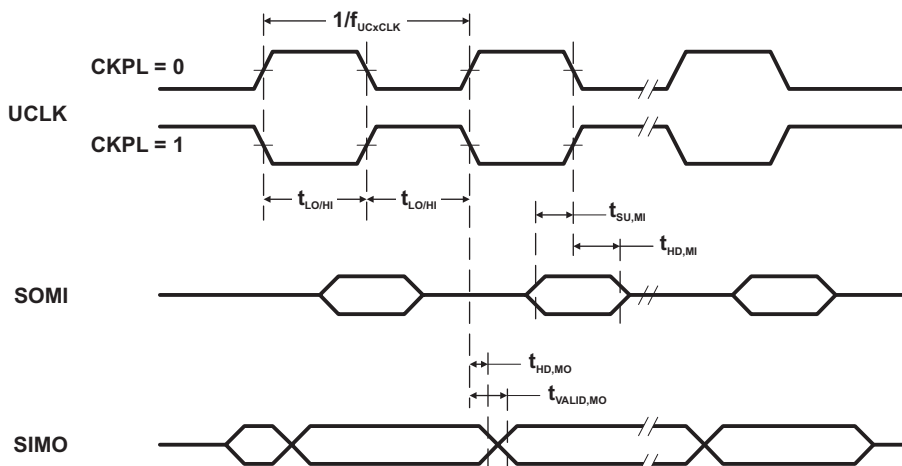 1/fUCxCLK
CKPL = 0
UCLK
CKPL = 1
tLO/HI
tLO/HI
tSU,MI
tHD,MI
SOMI
tHD,MO
tVALID,MO
SIMO